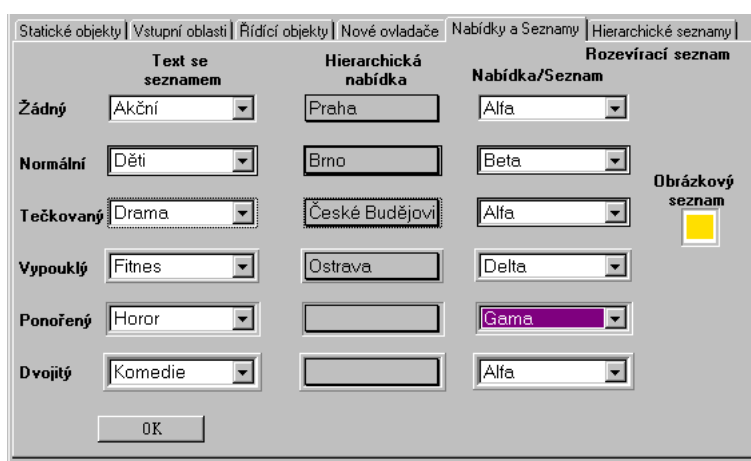 Statické objekty Vstupní oblasti Řídící objekty Nové ovladače Nabídky a Seznamy Hierarchické seznamy
Text se seznamem Hierarchická nabídka Nabídka/Seznam Rozevírací seznam
Žádný Akční Praha Alfa
Normální Děti Brno Beta
Obrázkový seznam
Tečkovaný Drama České Budějovi Alfa
Vypouklý Fitnes Ostrava Delta
Ponořený Horor Gama
Dvojitý Komedie Alfa
OK